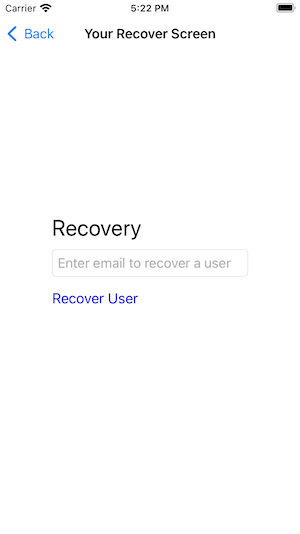 Carrier 5:22 PM
Back Your Recover Screen
Recovery
Enter email to recover a user
Recover User